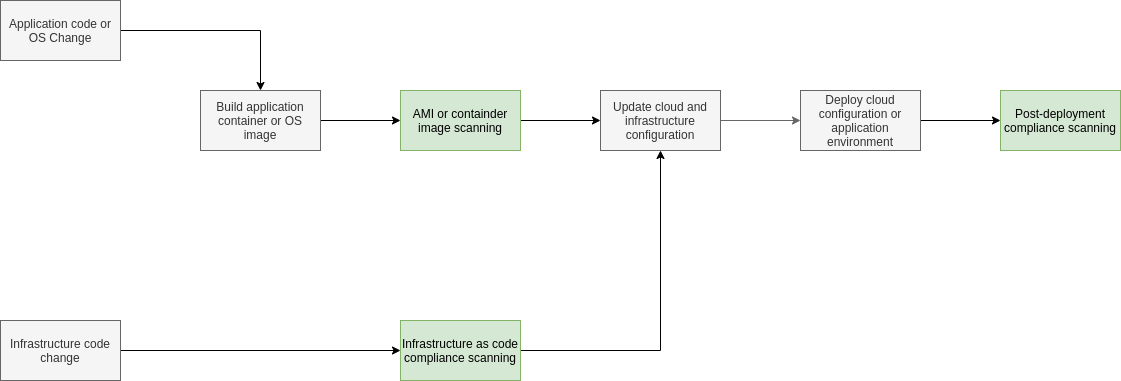 Application code or
OS Change
Build application
container or OS
image
AMI or containder
image scanning
Update cloud and
infrastructure
configuration
Deploy cloud
configuration or
application
environment
Post-deployment
compliance scanning
Infrastructure code
change
Infrastructure as code
compliance scanning